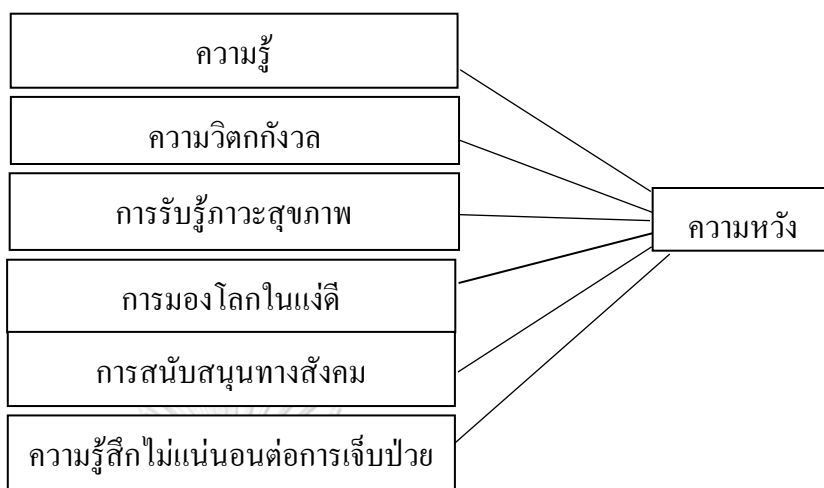 ความรู้
ความวิตกกังวล
การรับรู้ภาวะสุขภาพ
ความหวัง
การมองโลกในแง่ดี
การสนับสนุนทางสังคม
ความรู้สึกไม่แน่นอนต่อการเจ็บป่วย